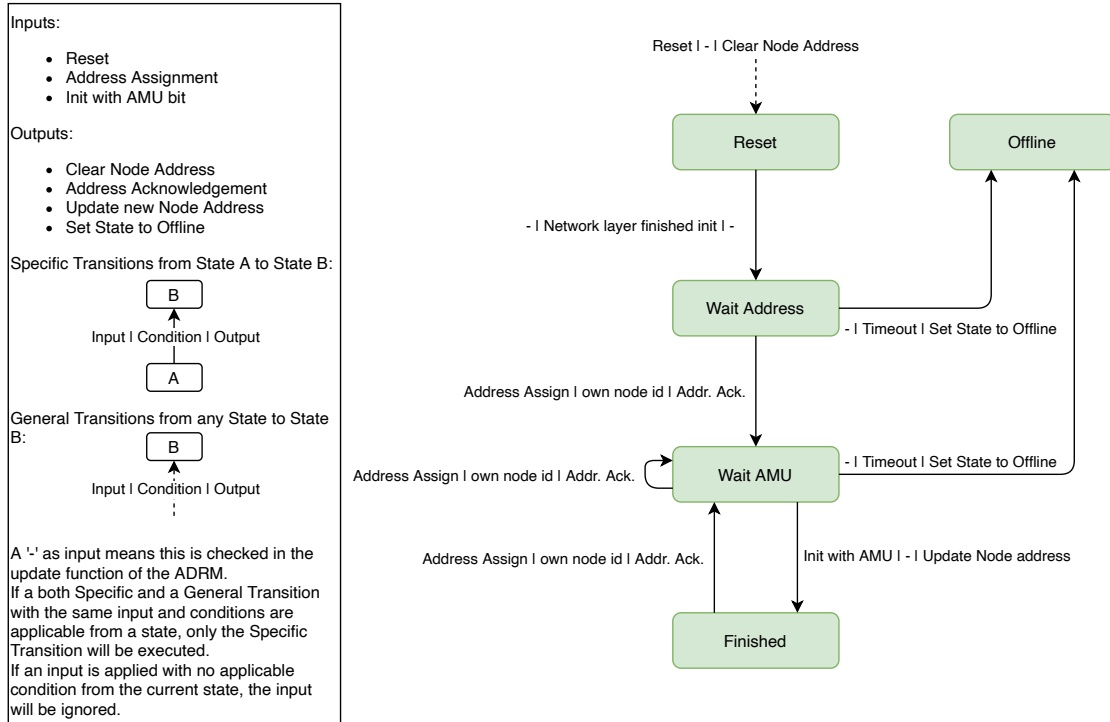 Inputs:
• Reset
• Address Assignment
• Init with AMU bit
Outputs:
• Clear Node Address
• Address Acknowledgement
• Update new Node Address
• Set State to Offline
Specific Transitions from State A to State B:
B
Input | Condition | Output
A
General Transitions from any State to State
B:
B
Input | Condition | Output
A '-' as input means this is checked in the
update function of the ADRM.
If a both Specific and a General Transition
with the same input and conditions are
applicable from a state, only the Specific
Transition will be executed.
If an input is applied with no applicable
condition from the current state, the input
will be ignored.
Reset | - | Clear Node Address
Reset
Offline
- | Network layer finished init | -
Wait Address
- | Timeout | Set State to Offline
Address Assign | own node id | Addr. Ack.
Wait AMU
- | Timeout | Set State to Offline
Address Assign | own node id | Addr. Ack.
Address Assign | own node id | Addr. Ack.
Init with AMU | - | Update Node address
Finished